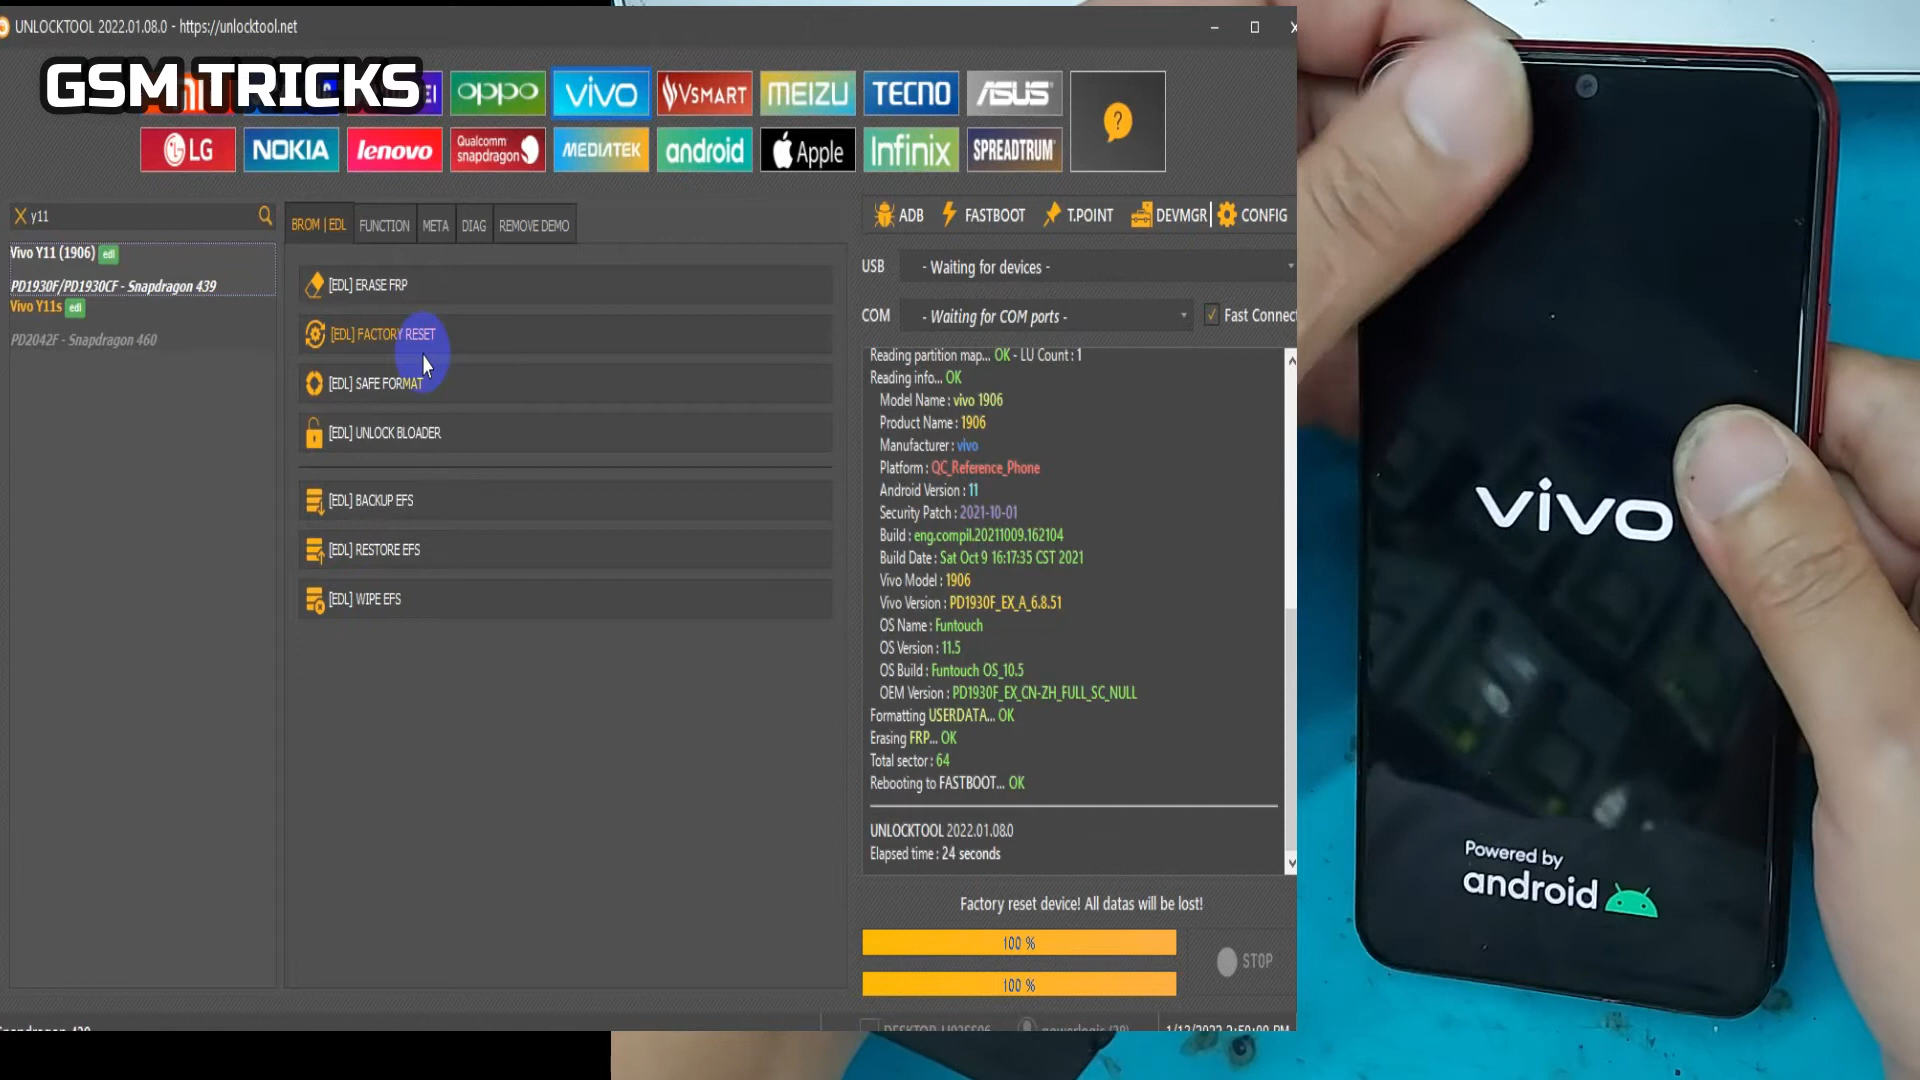 UNLOCKTOOL 2022.01.08.0 - https://unlocktool.net
GSM TRICKS
oppo
vivo
VSMART
MEIZU
TECNO
ASUS
?
LG
NOKIA
lenovo
Qualcomm
snapdragon
MEDIATEK
android
Apple
Infinix
SPREADTRUM
y11
Vivo Y11 (1906) edl
PD1930F/PD1930CF - Snapdragon 439
Vivo Y11s edl
PD2042F - Snapdragon 460
BROM | EDL
FUNCTION
META
DIAG
REMOVE DEMO
[EDL] ERASE FRP
[EDL] FACTORY RESET
[EDL] SAFE FORMAT
[EDL] UNLOCK BLOADER
[EDL] BACKUP EFS
[EDL] RESTORE EFS
[EDL] WIPE EFS
ADB
FASTBOOT
T.POINT
DEVMGR
CONFIG
USB - Waiting for devices -
COM - Waiting for COM ports - Fast Connect
Reading partition map... OK - LU Count : 1
Reading info... OK
Model Name : vivo 1906
Product Name : 1906
Manufacturer : vivo
Platform : QC_Reference_Phone
Android Version : 11
Security Patch : 2021-10-01
Build : eng.compil.20211009.162104
Build Date : Sat Oct 9 16:17:35 CST 2021
Vivo Model : 1906
Vivo Version : PD1930F_EX_A_6.8.51
OS Name : Funtouch
OS Version : 11.5
OS Build : Funtouch OS_10.5
OEM Version : PD1930F_EX_CN-ZH_FULL_SC_NULL
Formatting USERDATA... OK
Erasing FRP... OK
Total sector : 64
Rebooting to FASTBOOT... OK
UNLOCKTOOL 2022.01.08.0
Elapsed time : 24 seconds
Factory reset device! All datas will be lost!
100 %
100 %
STOP
vivo
Powered by
android